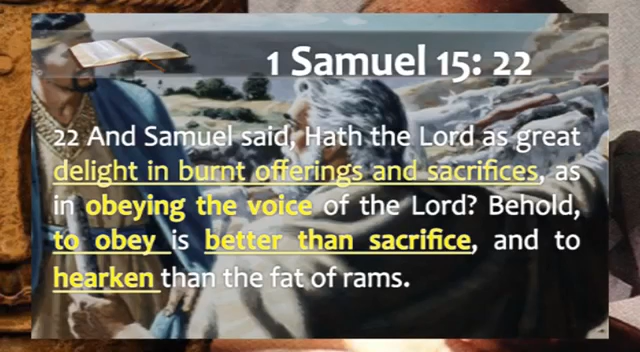 1 Samuel 15: 22
22 And Samuel said, Hath the Lord as great
delight in burnt offerings and sacrifices, as
in obeying the voice of the Lord? Behold,
to obey is better than sacrifice, and to
hearken than the fat of rams.